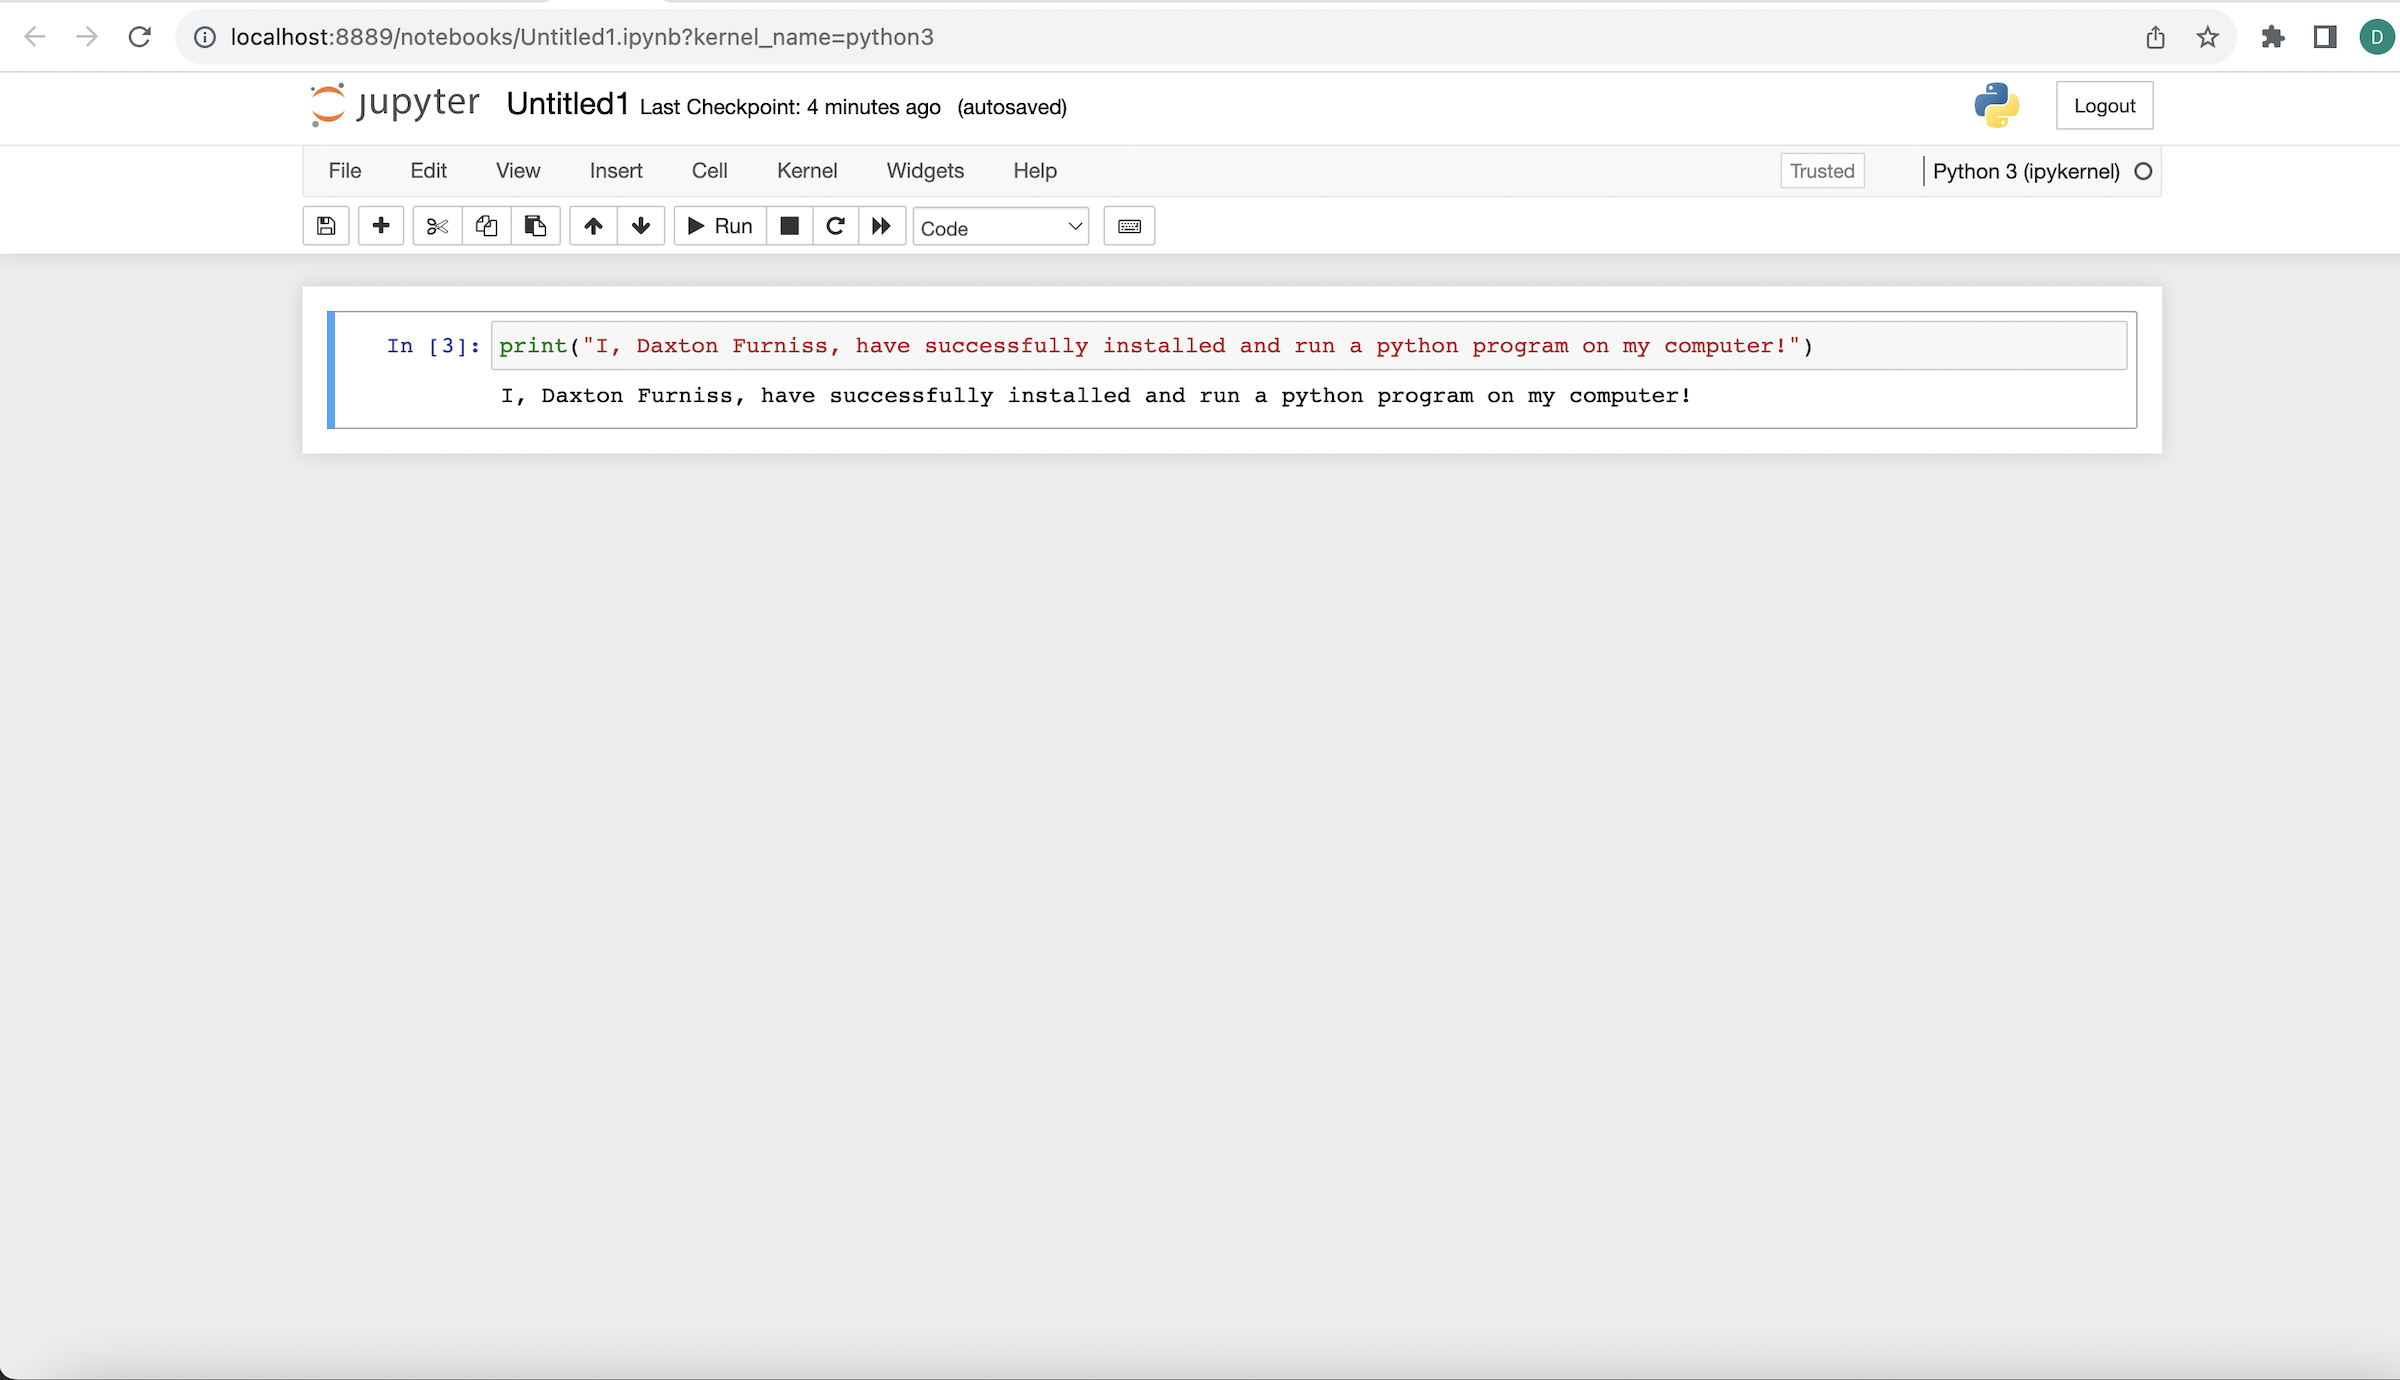 localhost:8889/notebooks/Untitled1.ipynb?kernel_name=python3
D
jupyter Untitled1 Last Checkpoint: 4 minutes ago (autosaved)
Logout
File Edit View Insert Cell Kernel Widgets Help Trusted Python 3 (ipykernel)
Run Code
In [3]: print("I, Daxton Furniss, have successfully installed and run a python program on my computer!")
I, Daxton Furniss, have successfully installed and run a python program on my computer!